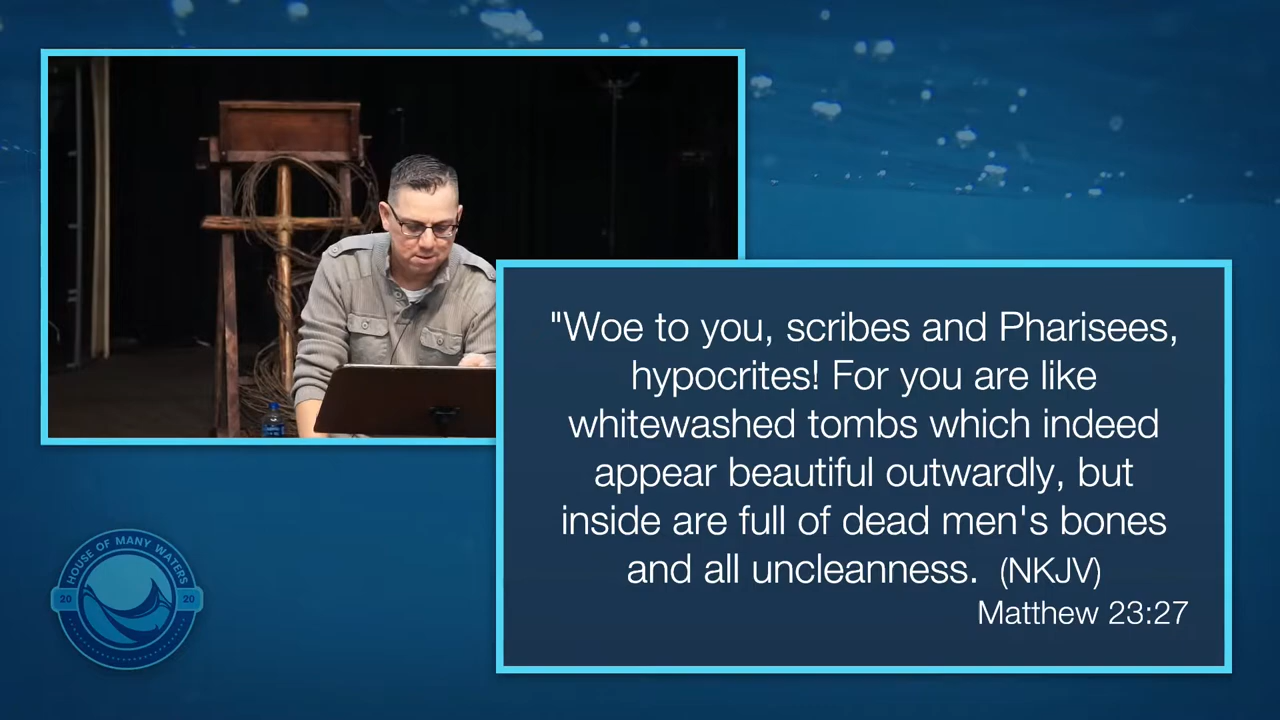 "Woe to you, scribes and Pharisees,
hypocrites! For you are like
whitewashed tombs which indeed
appear beautiful outwardly, but
inside are full of dead men's bones
and all uncleanness. (NKJV)
Matthew 23:27
HOUSE OF MANY WATERS
20 20